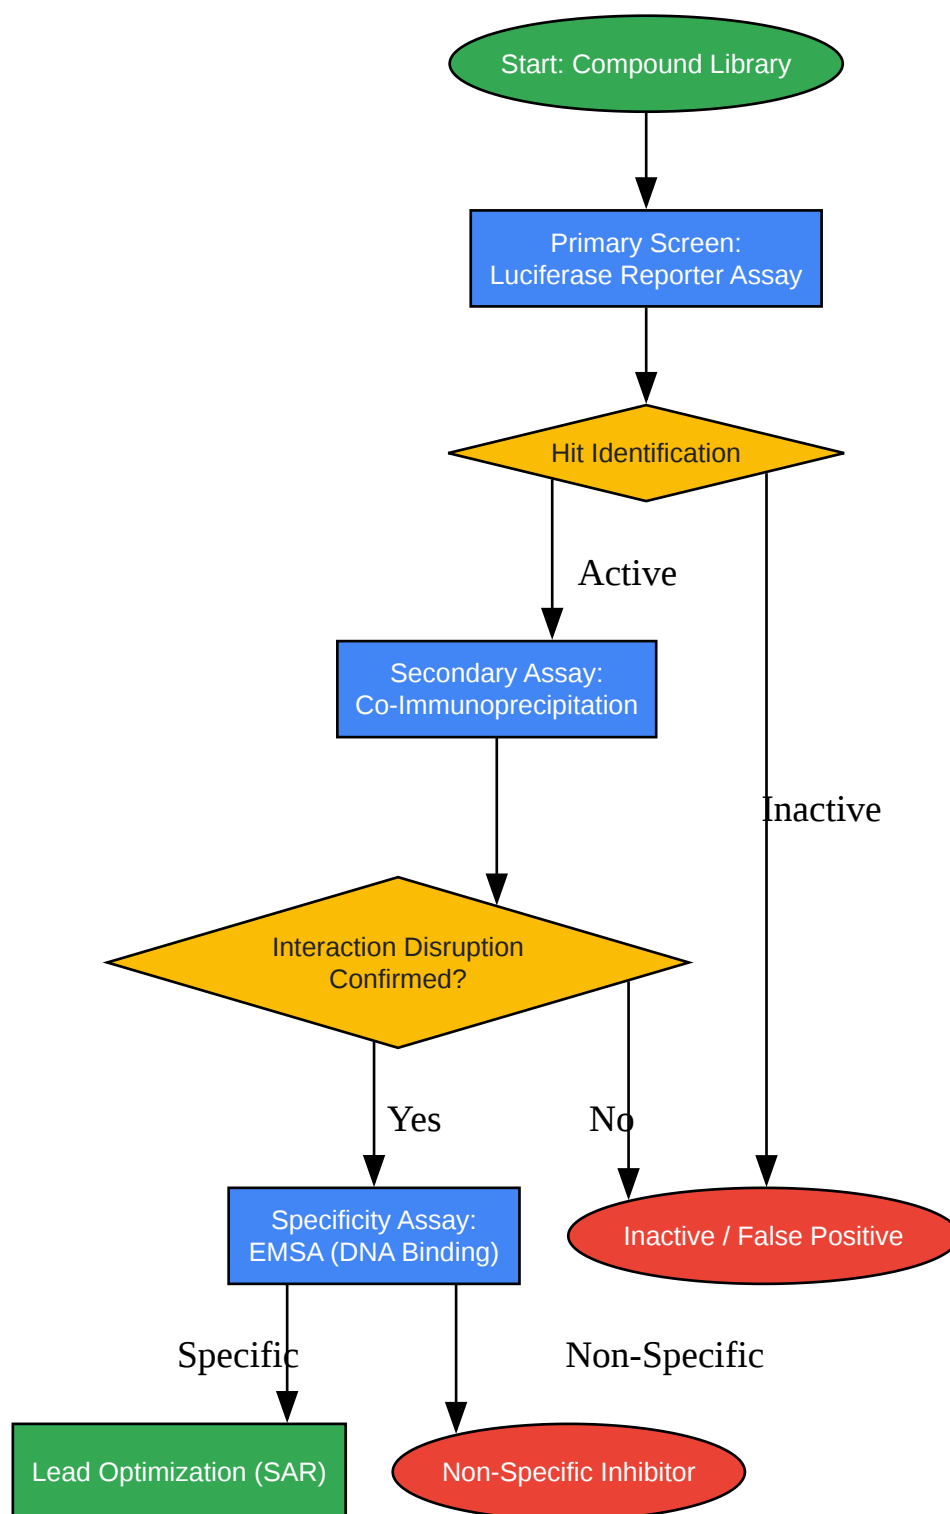 Start: Compound Library
Primary Screen:
Luciferase Reporter Assay
Hit Identification
Active
Secondary Assay:
Co-Immunoprecipitation
Inactive
Interaction Disruption
Confirmed?
Yes
No
Specificity Assay:
EMSA (DNA Binding)
Inactive / False Positive
Specific
Non-Specific
Lead Optimization (SAR)
Non-Specific Inhibitor